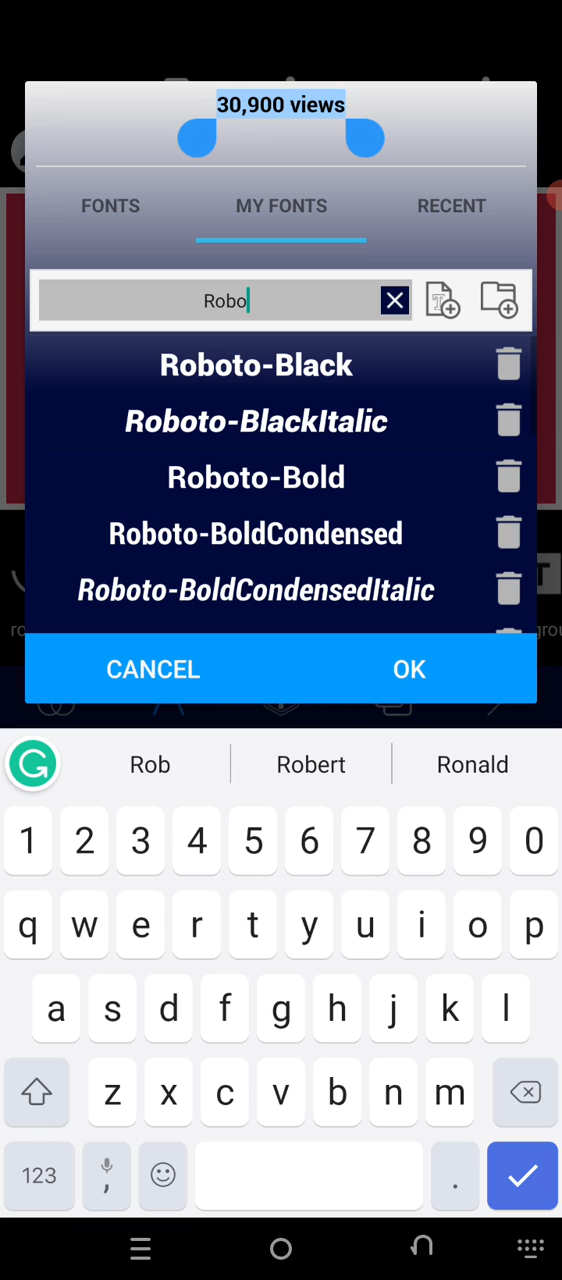 30,900 views
FONTS MY FONTS RECENT
Robo
Roboto-Black
Roboto-BlackItalic
Roboto-Bold
Roboto-BoldCondensed
Roboto-BoldCondensedItalic
CANCEL OK
Rob Robert Ronald
1 2 3 4 5 6 7 8 9 0
q w e r t y u i o p
a s d f g h j k l
z x c v b n m
123 , .